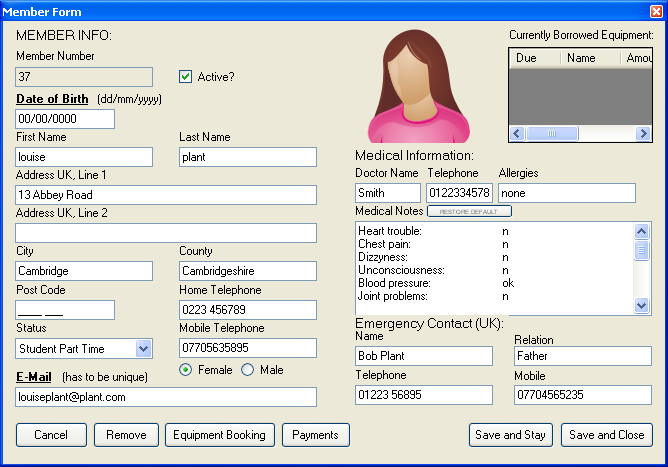 Member Form
MEMBER INFO:
Member Number
37
Active?
Date of Birth (dd/mm/yyyy)
00/00/0000
First Name Last Name
louise plant
Address UK, Line 1
13 Abbey Road
Address UK, Line 2
City County
Cambridge Cambridgeshire
Post Code Home Telephone
____ ___ 0223 456789
Status Mobile Telephone
Student Part Time 07705635895
Female Male
E-Mail (has to be unique)
louiseplant@plant.com
Currently Borrowed Equipment:
Due Name Amou
Medical Information:
Doctor Name Telephone Allergies
Smith 0122334578 none
Medical Notes RESTORE DEFAULT
Heart trouble: n
Chest pain: n
Dizzyness: n
Unconsciousness: n
Blood pressure: ok
Joint problems: n
Emergency Contact (UK):
Name Relation
Bob Plant Father
Telephone Mobile
01223 56895 07704565235
Cancel Remove Equipment Booking Payments Save and Stay Save and Close